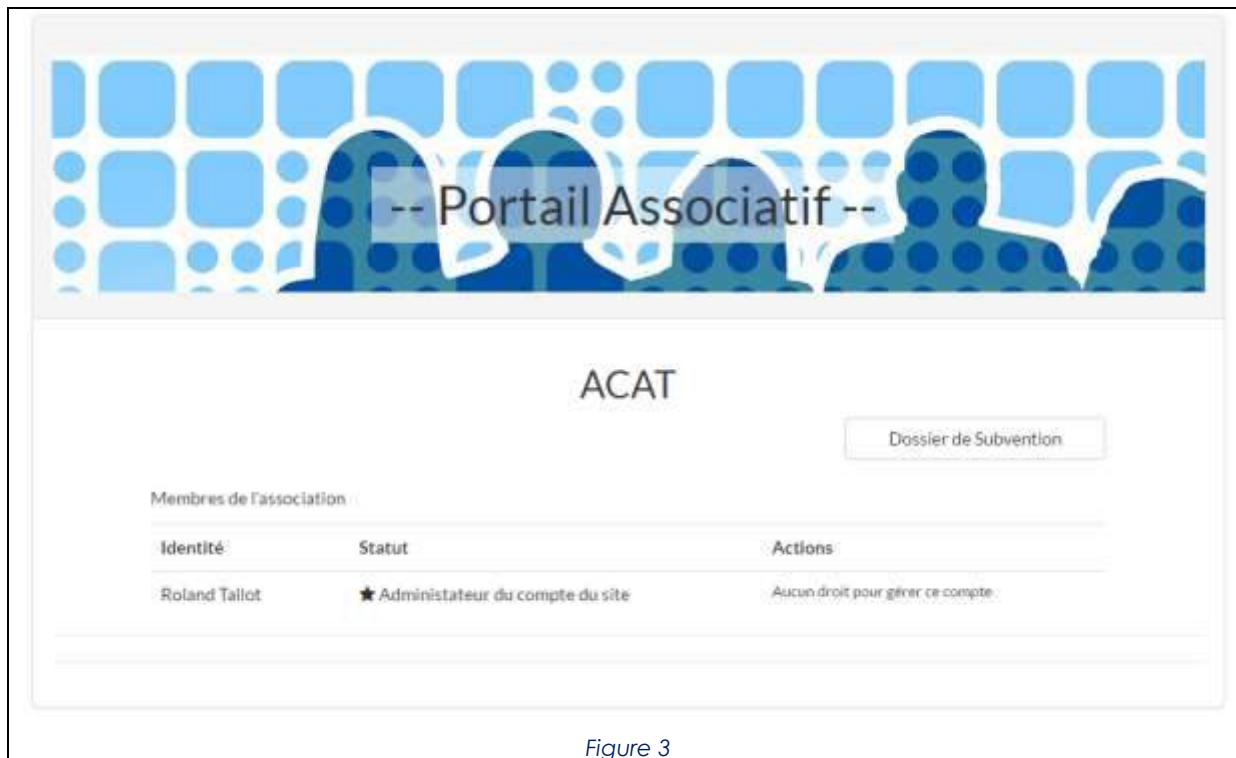 -- Portail Associatif --
ACAT
Dossier de Subvention
Membres de l'association
Identité Statut Actions
Roland Tallot ★ Administateur du compte du site Aucun droit pour gérer ce compte
Figure 3